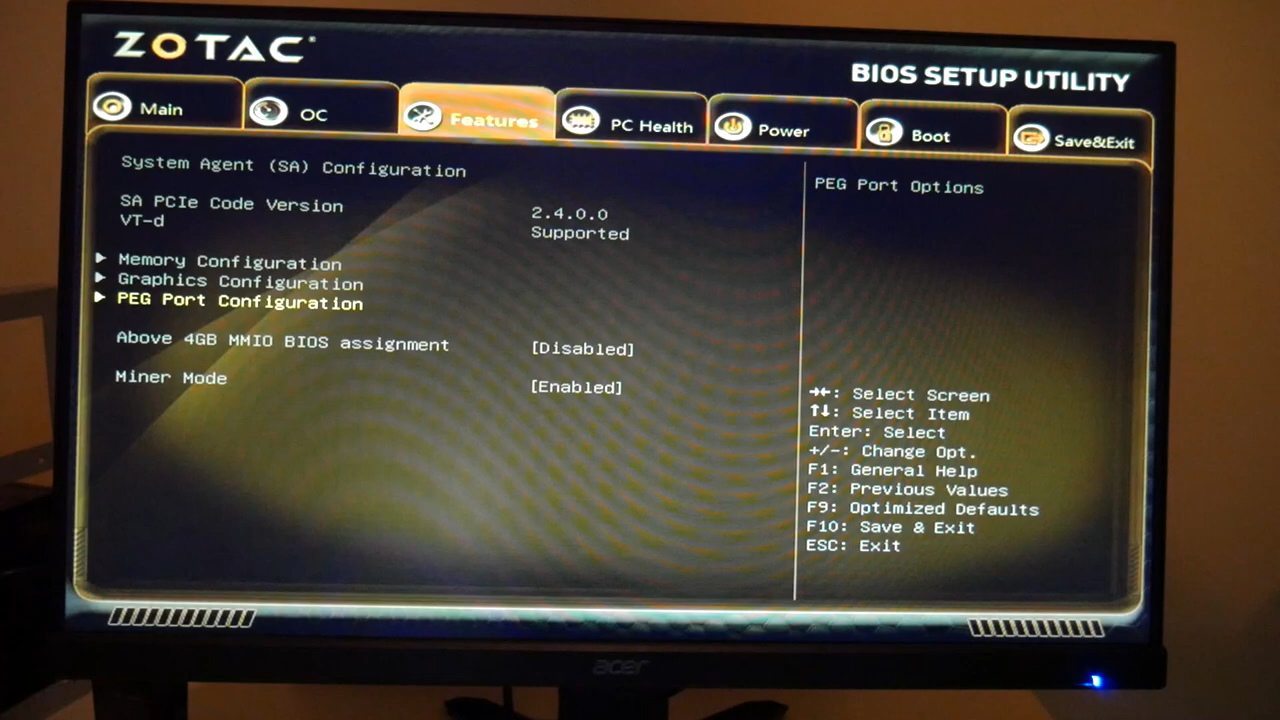 ZOTAC
BIOS SETUP UTILITY
Main
OC
Features
PC Health
Power
Boot
Save&Exit
System Agent (SA) Configuration
SA PCIe Code Version 2.4.0.0
VT-d Supported
Memory Configuration
Graphics Configuration
PEG Port Configuration
Above 4GB MMIO BIOS assignment [Disabled]
Miner Mode [Enabled]
PEG Port Options
→←: Select Screen
↑↓: Select Item
Enter: Select
+/-: Change Opt.
F1: General Help
F2: Previous Values
F9: Optimized Defaults
F10: Save & Exit
ESC: Exit
acer